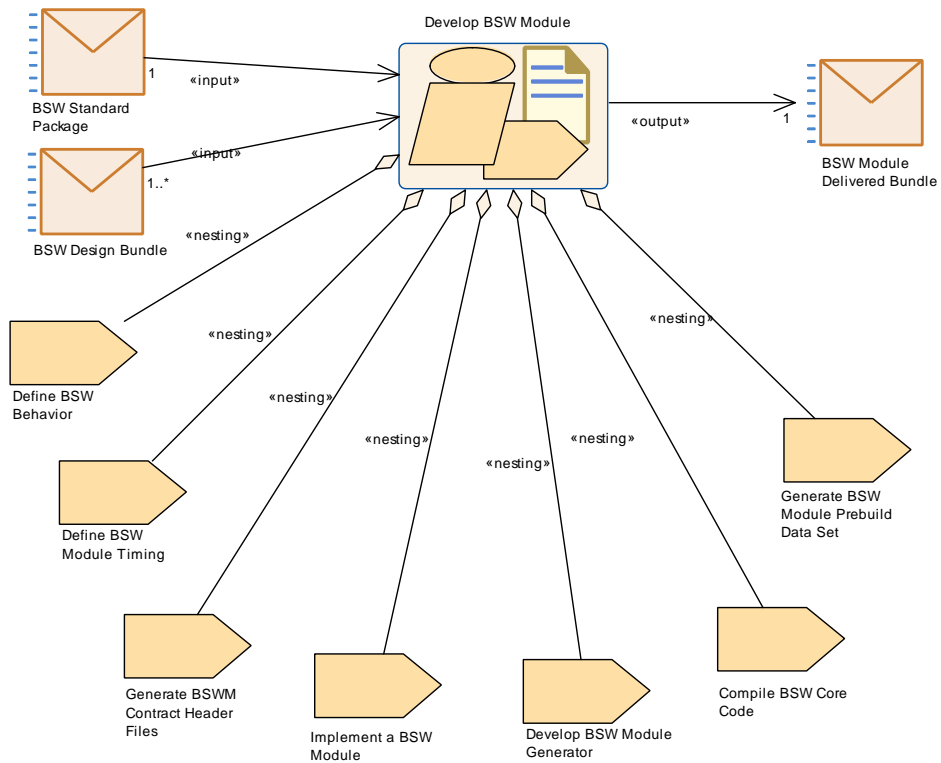 Develop BSW Module
1
«input»
BSW Standard
Package
«output»
1
«input»
1..*
BSW Module
Delivered Bundle
BSW Design Bundle
«nesting»
«nesting»
«nesting»
«nesting»
«nesting»
«nesting»
«nesting»
Define BSW
Behavior
Generate BSW
Module Prebuild
Data Set
Define BSW
Module Timing
Generate BSWM
Contract Header
Files
Implement a BSW
Module
Develop BSW Module
Generator
Compile BSW Core
Code